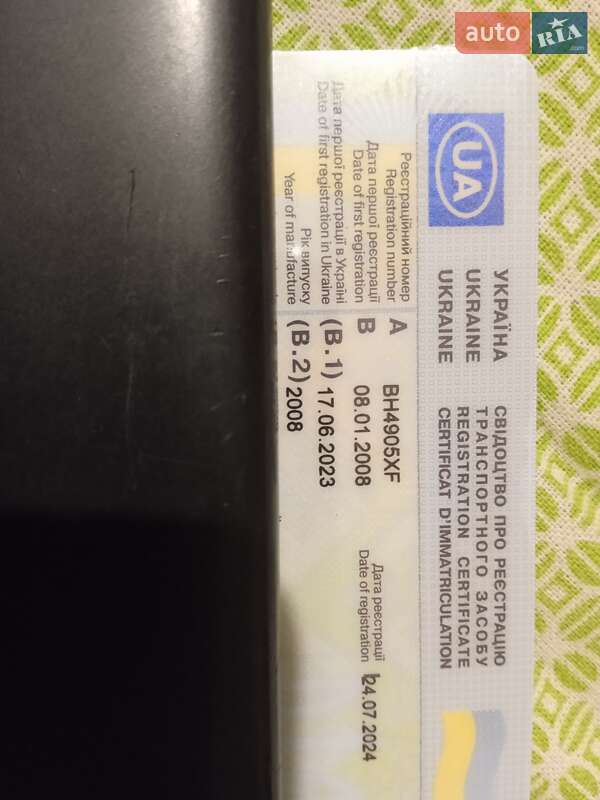 auto RIA .com
UA
УКРАЇНА
UKRAINE
UKRAINE
СВІДОЦТВО ПРО РЕЄСТРАЦІЮ
ТРАНСПОРТНОГО ЗАСОБУ
REGISTRATION CERTIFICATE
CERTIFICAT D'IMMATRICULATION
Реєстраційний номер
Registration number
A BH4905XF
Дата першої реєстрації
Date of first registration
B 08.01.2008
Дата реєстрації
Date of registration
24.07.2024
Дата першої реєстрації в Україні
Date of first registration in Ukraine
(B.1) 17.06.2023
Рік випуску
Year of manufacture
(B.2) 2008